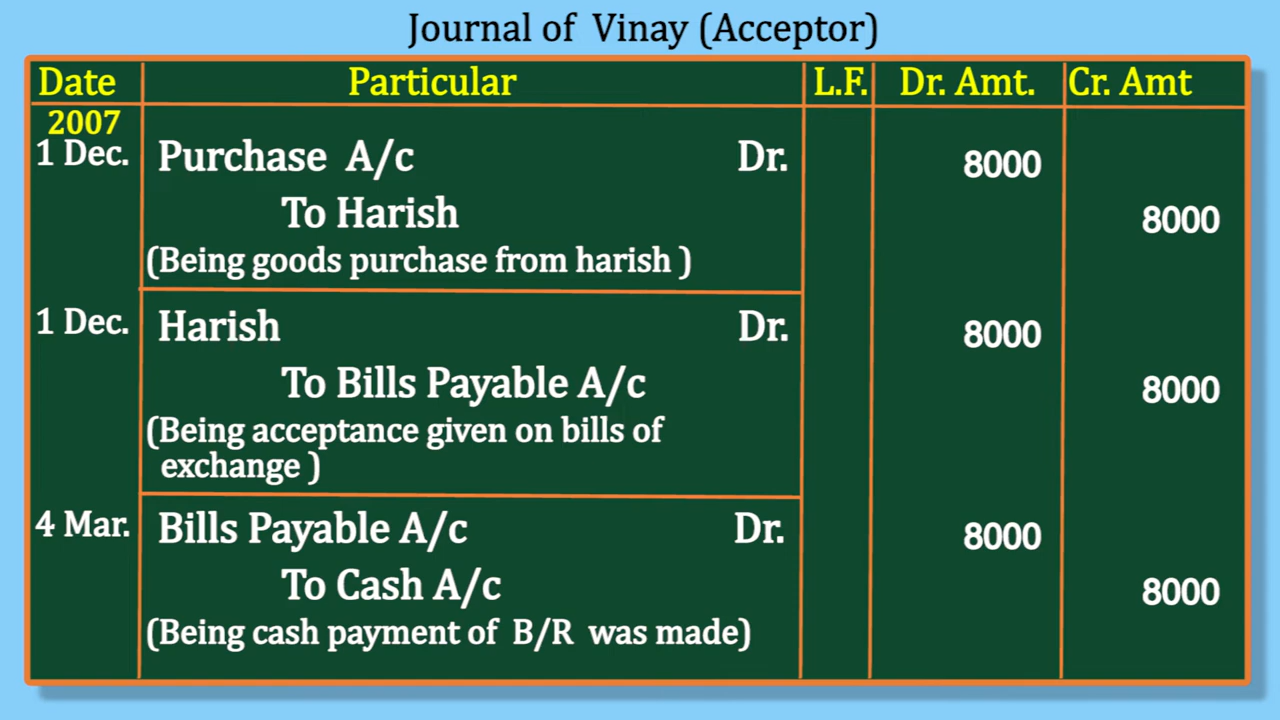 Journal of Vinay (Acceptor)
Date Particular L.F. Dr. Amt. Cr. Amt
2007
1 Dec. Purchase A/c Dr. 8000
To Harish 8000
(Being goods purchase from harish )
1 Dec. Harish Dr. 8000
To Bills Payable A/c 8000
(Being acceptance given on bills of
exchange )
4 Mar. Bills Payable A/c Dr. 8000
To Cash A/c 8000
(Being cash payment of B/R was made)